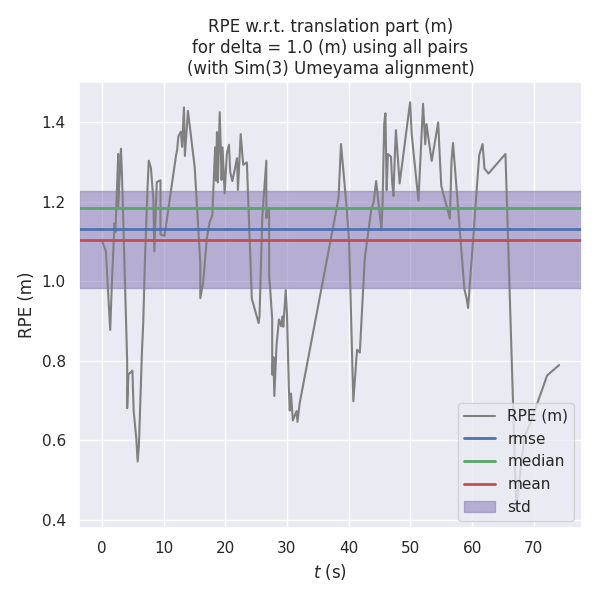 RPE w.r.t. translation part (m)
for delta = 1.0 (m) using all pairs
(with Sim(3) Umeyama alignment)
1.4
1.2
1.0
0.8
0.6
0.4
RPE (m)
RPE (m)
rmse
median
mean
std
0 10 20 30 40 50 60 70
t (s)